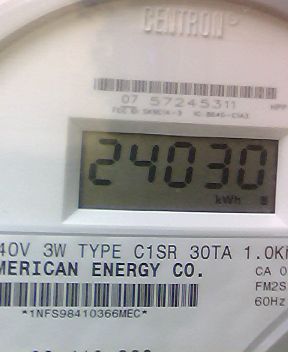 CENTRON
07 57245311
24030
kWh
40V 3W TYPE C1SR 30TA 1.0K
MERICAN ENERGY CO.
CA 0
FM2S
60Hz
*1NFS98410366MEC*